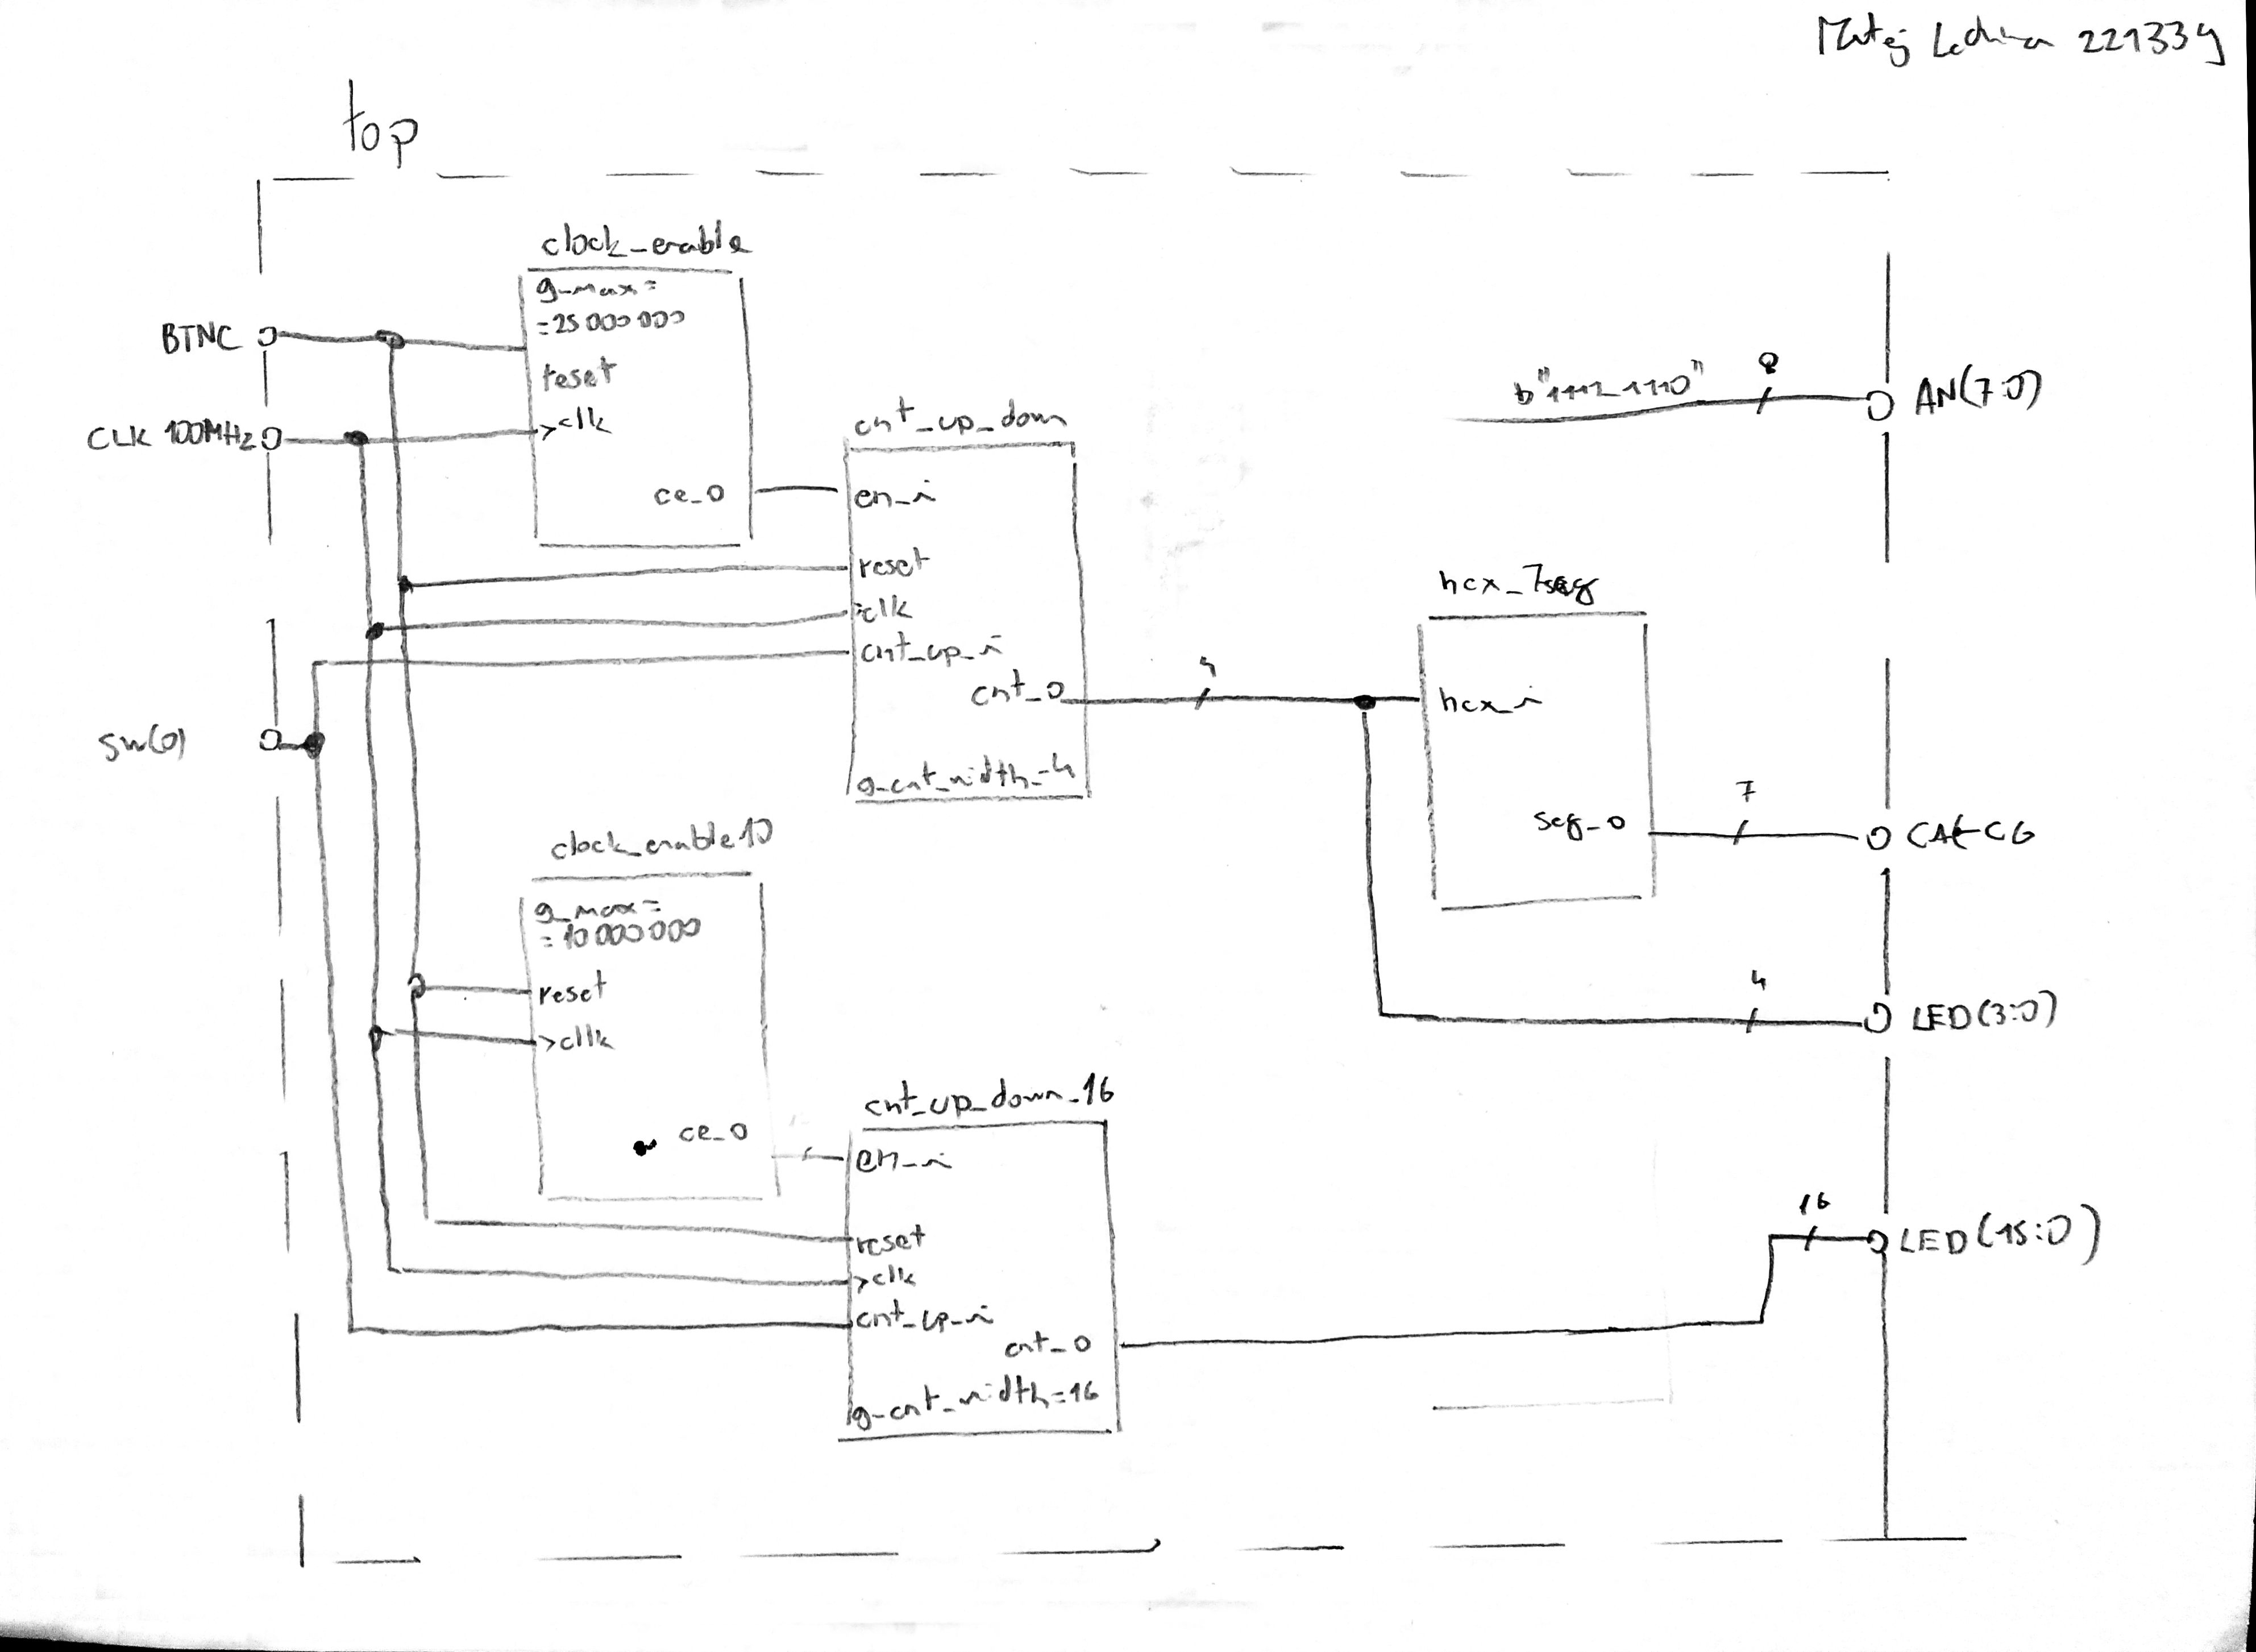 221339
top
clock_enable
g_max=
=25 000 000
BTNC
reset
>clk
CLK 100MHz
ce_o
cnt_up_down
en_i
reset
clk
cnt_up_i
cnt_o
g_cnt_width=4
SW(0)
4
b"1111_1110"
8
AN(7:0)
hex_7seg
hex_i
seg_o
7
CA-CG
4
LED(3:0)
clock_enable10
g_max=
=10 000 000
reset
>clk
ce_o
cnt_up_down_16
en_i
reset
>clk
cnt_up_i
cnt_o
g_cnt_width=16
16
LED(15:0)